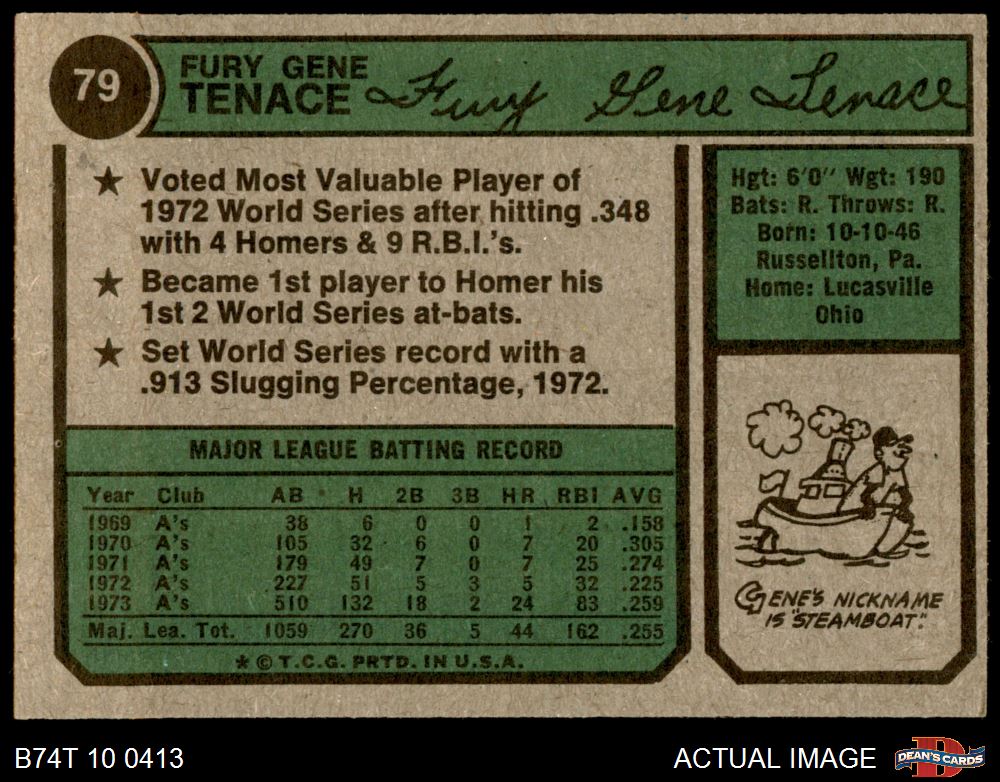 79
FURY GENE
TENACE
Fury Gene Tenace
★ Voted Most Valuable Player of
1972 World Series after hitting .348
with 4 Homers & 9 R.B.I.'s.
★ Became 1st player to Homer his
1st 2 World Series at-bats.
★ Set World Series record with a
.913 Slugging Percentage, 1972.
Hgt: 6'0" Wgt: 190
Bats: R. Throws: R.
Born: 10-10-46
Russellton, Pa.
Home: Lucasville
Ohio
MAJOR LEAGUE BATTING RECORD
Year Club AB H 2B 3B HR RBI AVG
1969 A's 38 6 0 0 1 2 .158
1970 A's 105 32 6 0 7 20 .305
1971 A's 179 49 7 0 7 25 .274
1972 A's 227 51 5 3 5 32 .225
1973 A's 510 132 18 2 24 83 .259
Maj. Lea. Tot. 1059 270 36 5 44 162 .255
★ © T.C.G. PRTD. IN U.S.A.
GENE'S NICKNAME
IS "STEAMBOAT".
B74T 10 0413
ACTUAL IMAGE
D
DEAN'S CARDS